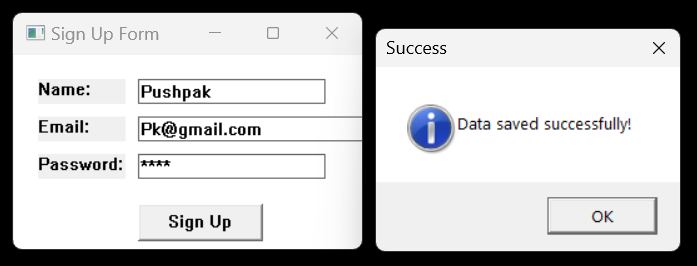 Sign Up Form
Name: Pushpak
Email: Pk@gmail.com
Password: ****
Sign Up
Success
Data saved successfully!
OK